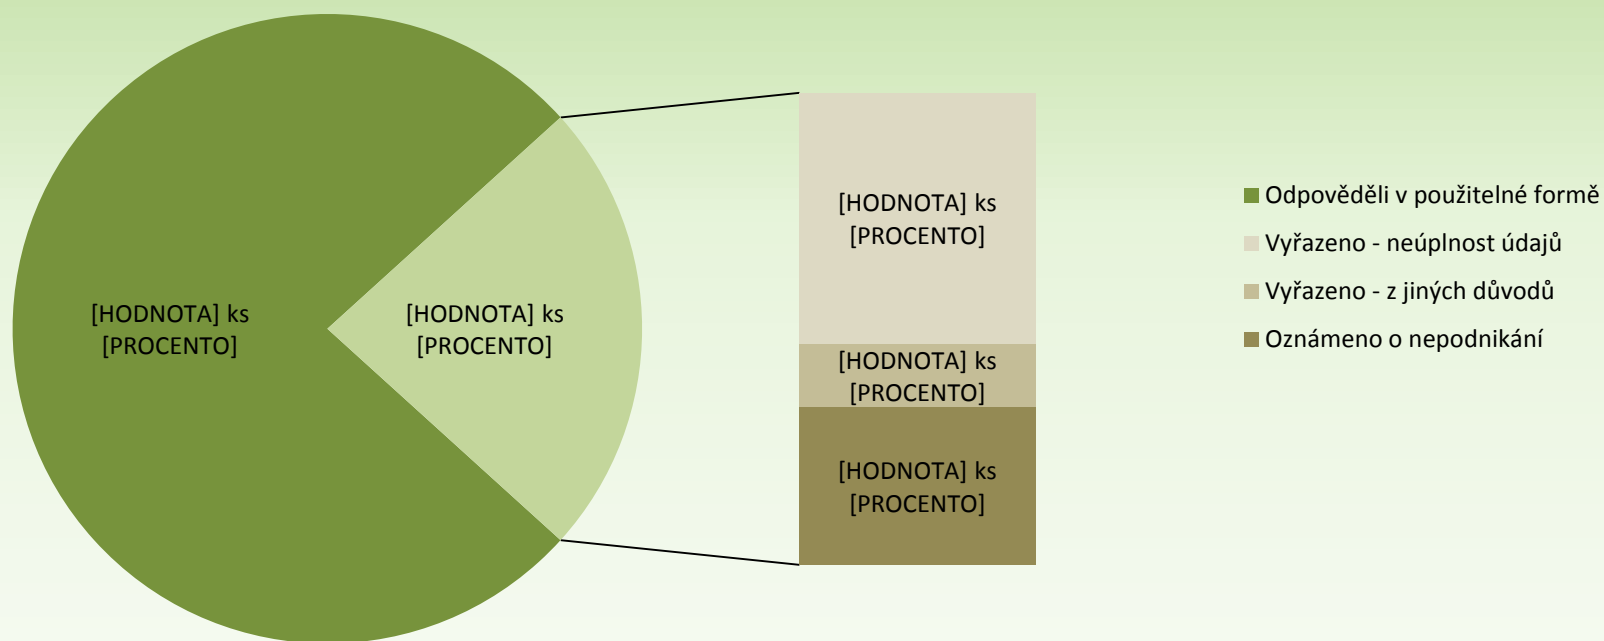 [HODNOTA] ks
[PROCENTO]
[HODNOTA] ks
[PROCENTO]
[HODNOTA] ks
[PROCENTO]
[HODNOTA] ks
[PROCENTO]
[HODNOTA] ks
[PROCENTO]
Odpověděli v použitelné formě
Vyřazeno - neúplnost údajů
Vyřazeno - z jiných důvodů
Oznámeno o nepodnikání